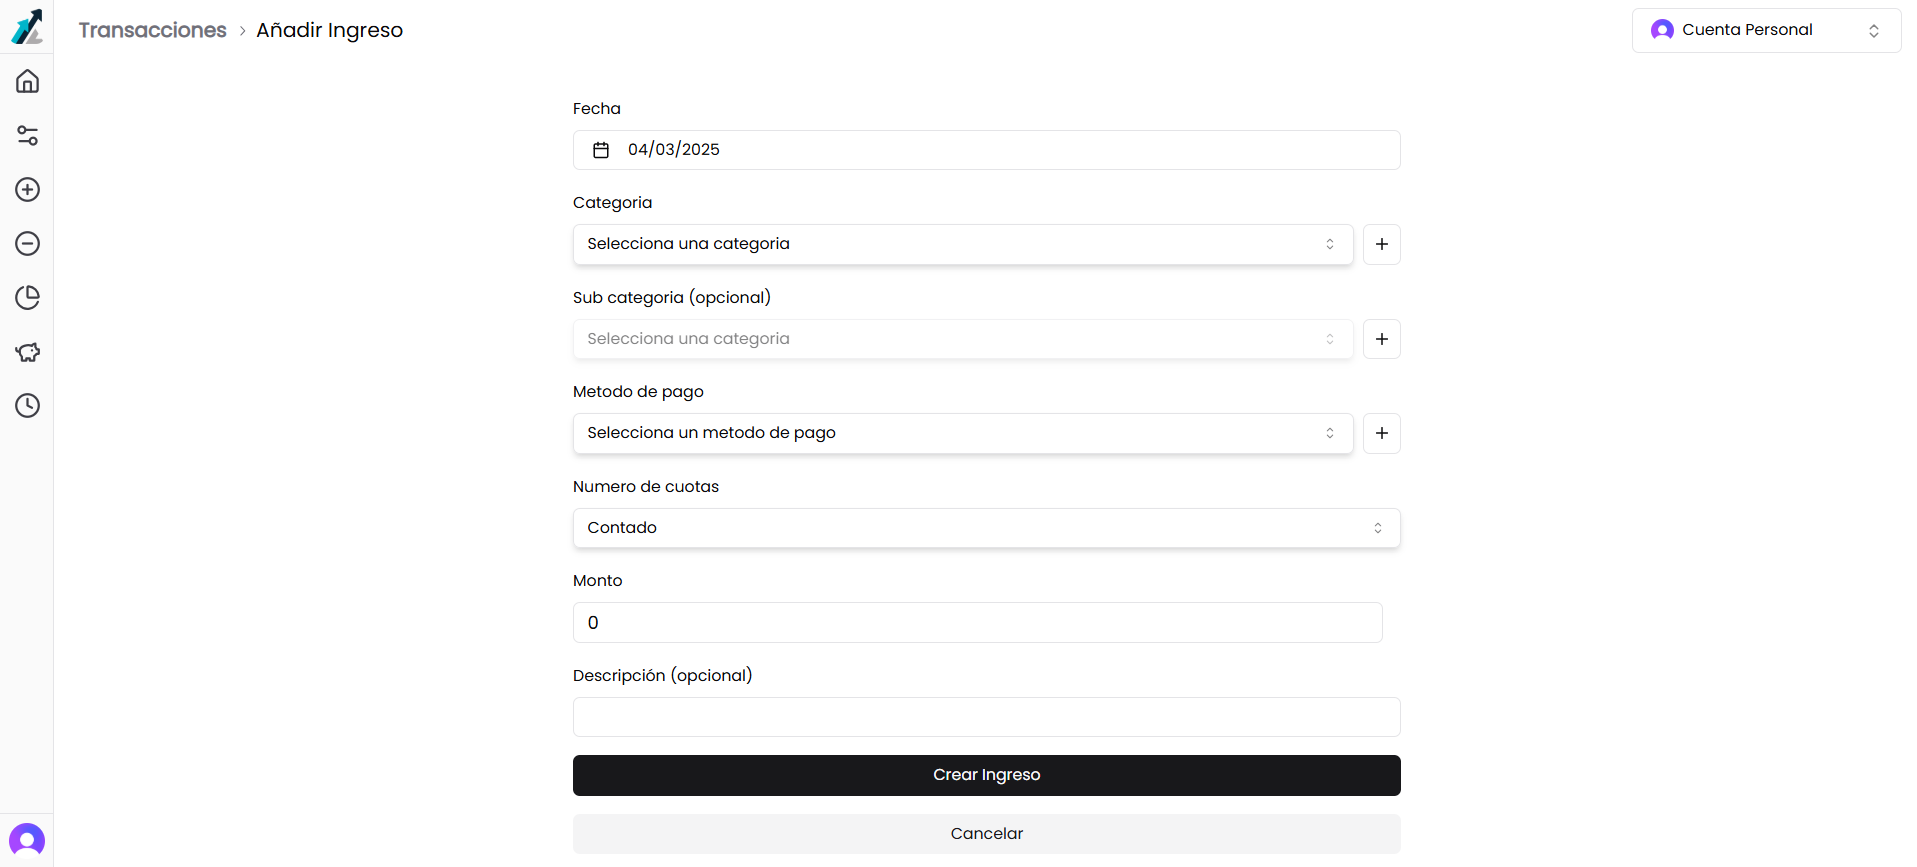 Transacciones > Añadir Ingreso
Cuenta Personal
Fecha
04/03/2025
Categoria
Selecciona una categoria
Sub categoria (opcional)
Selecciona una categoria
Metodo de pago
Selecciona un metodo de pago
Numero de cuotas
Contado
Monto
0
Descripción (opcional)
Crear Ingreso
Cancelar